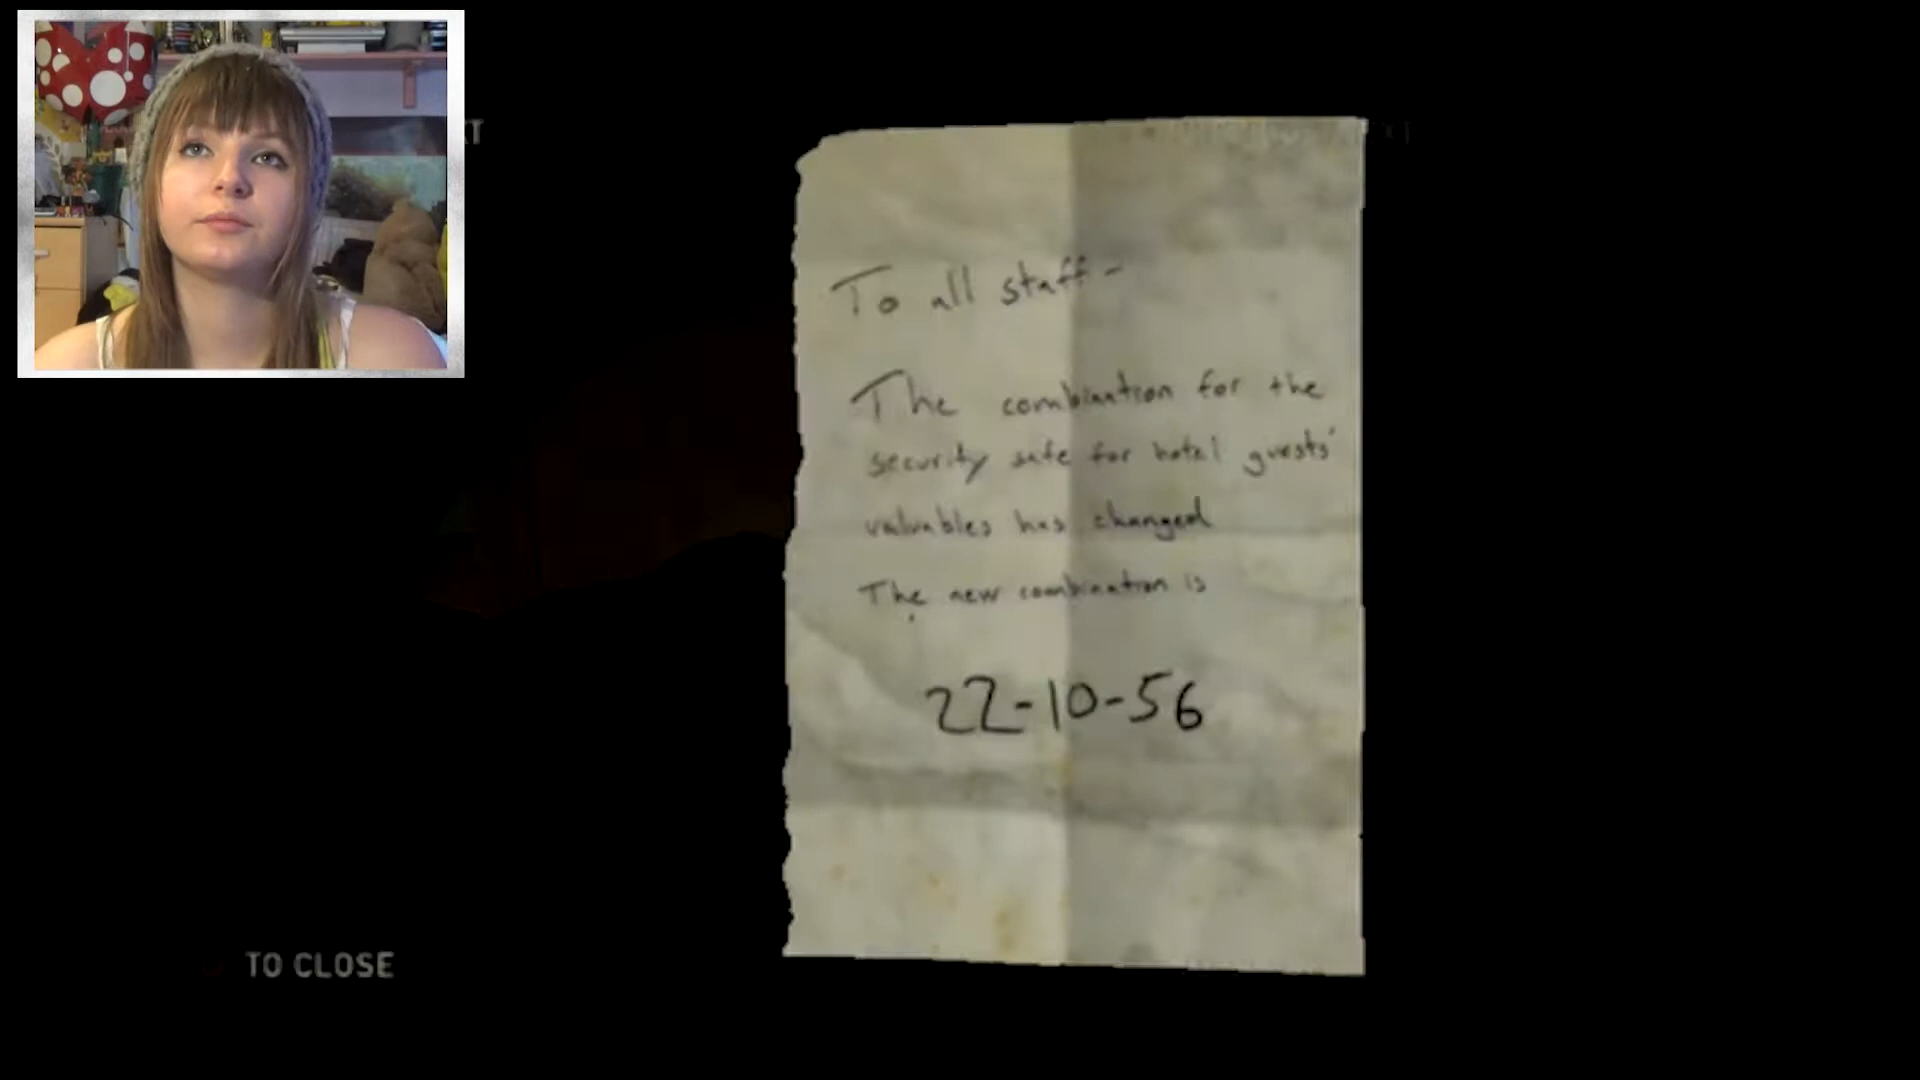 To all staff-
The combination for the
security safe for hotel guests'
valuables has changed
The new combination is
22-10-56
TO CLOSE